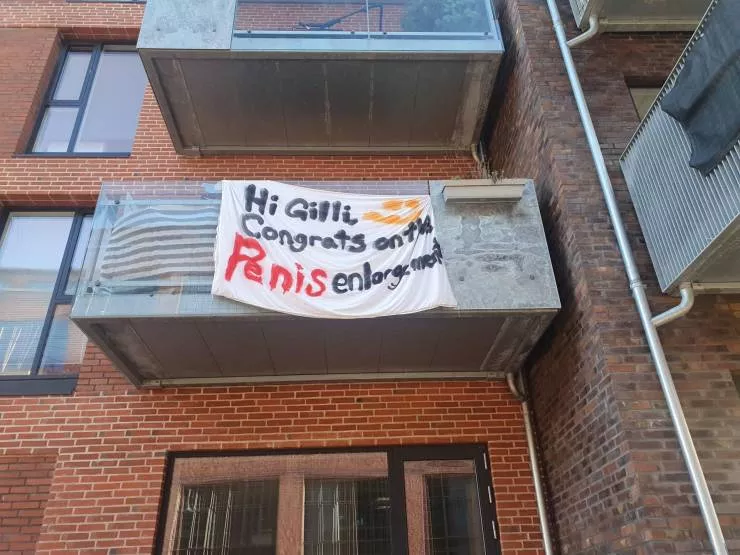 Hi Gilli,
Congrats on the
Penis enlargement